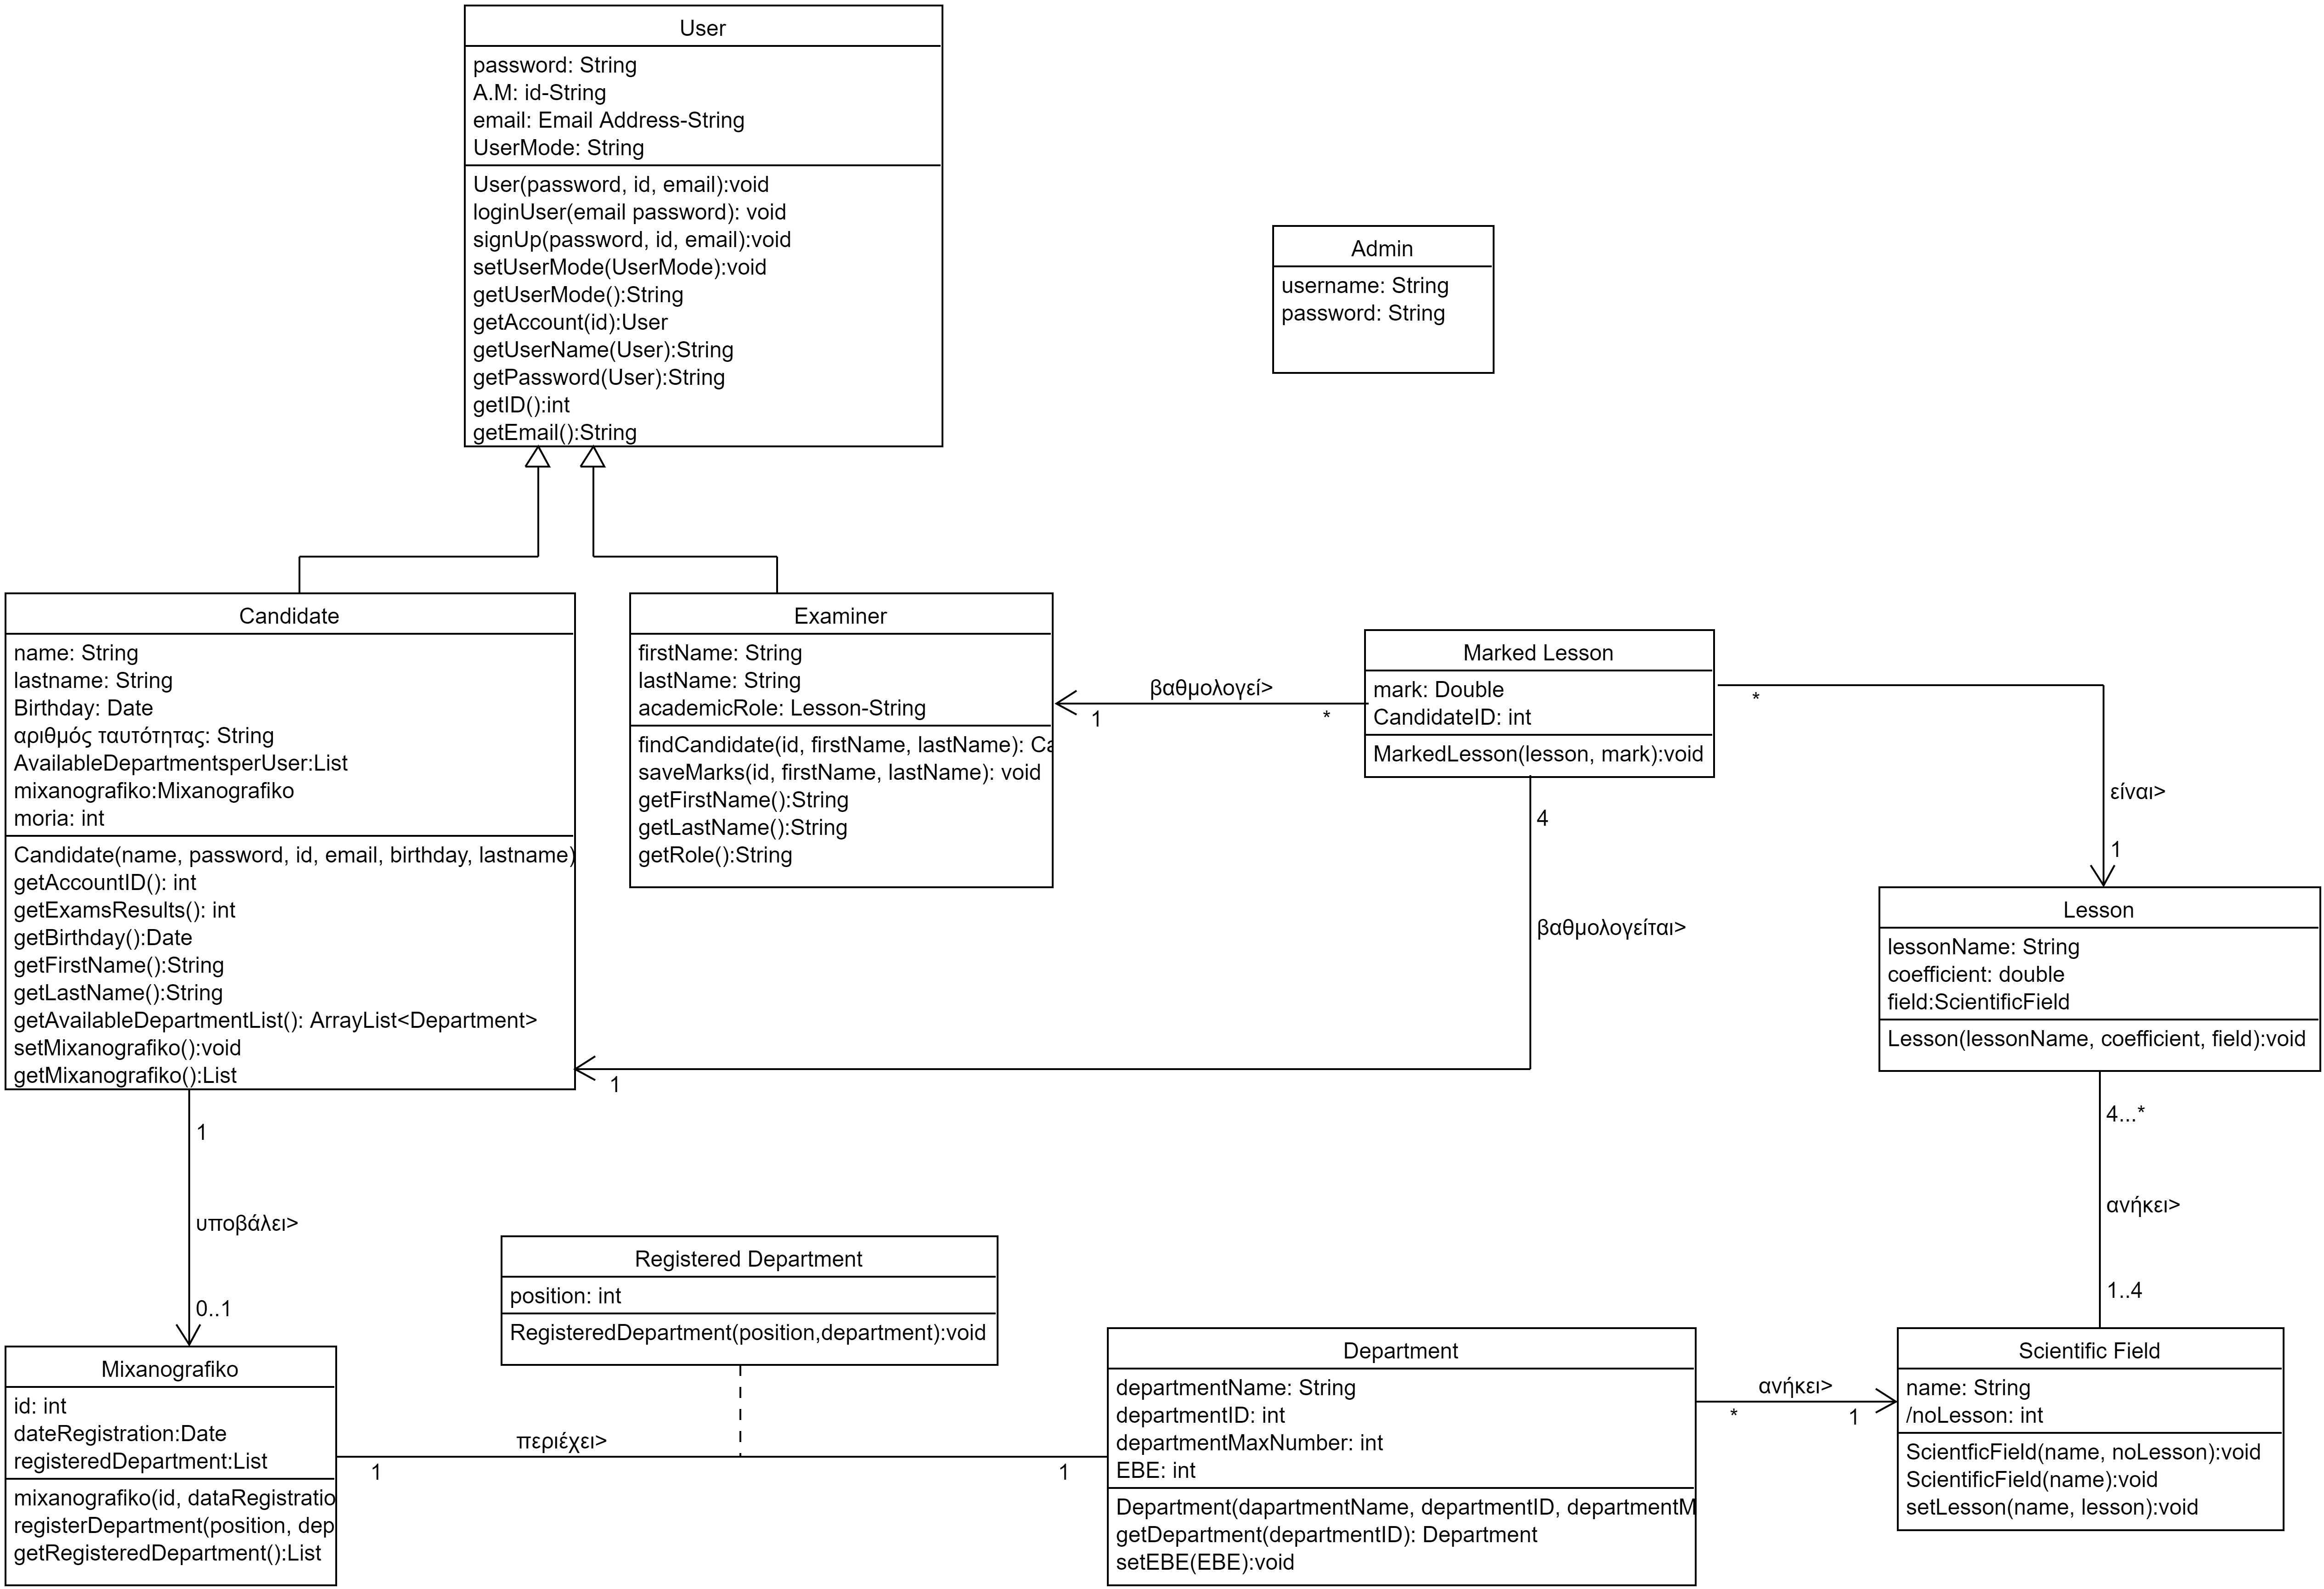 User
password: String
A.M: id-String
email: Email Address-String
UserMode: String
User(password, id, email):void
loginUser(email password): void
signUp(password, id, email):void
setUserMode(UserMode):void
getUserMode():String
getAccount(id):User
getUserName(User):String
getPassword(User):String
getID():int
getEmail():String
Admin
username: String
password: String
Candidate
name: String
lastname: String
Birthday: Date
αριθμός ταυτότητας: String
AvailableDepartmentsperUser:List
mixanografiko:Mixanografiko
moria: int
Candidate(name, password, id, email, birthday, lastname)
getAccountID(): int
getExamsResults(): int
getBirthday():Date
getFirstName():String
getLastName():String
getAvailableDepartmentList(): ArrayList<Department>
setMixanografiko():void
getMixanografiko():List
Examiner
firstName: String
lastName: String
academicRole: Lesson-String
findCandidate(id, firstName, lastName): Ca
saveMarks(id, firstName, lastName): void
getFirstName():String
getLastName():String
getRole():String
βαθμολογεί>
1
*
Marked Lesson
mark: Double
CandidateID: int
MarkedLesson(lesson, mark):void
*
είναι>
1
4
βαθμολογείται>
1
Lesson
lessonName: String
coefficient: double
field:ScientificField
Lesson(lessonName, coefficient, field):void
4...*
ανήκει>
1..4
1
υποβάλει>
0..1
Mixanografiko
id: int
dateRegistration:Date
registeredDepartment:List
mixanografiko(id, dataRegistratio
registerDepartment(position, dep
getRegisteredDepartment():List
Registered Department
position: int
RegisteredDepartment(position,department):void
περιέχει>
1
1
Department
departmentName: String
departmentID: int
departmentMaxNumber: int
EBE: int
Department(dapartmentName, departmentID, departmentM
getDepartment(departmentID): Department
setEBE(EBE):void
ανήκει>
*
1
Scientific Field
name: String
/noLesson: int
ScientficField(name, noLesson):void
ScientificField(name):void
setLesson(name, lesson):void